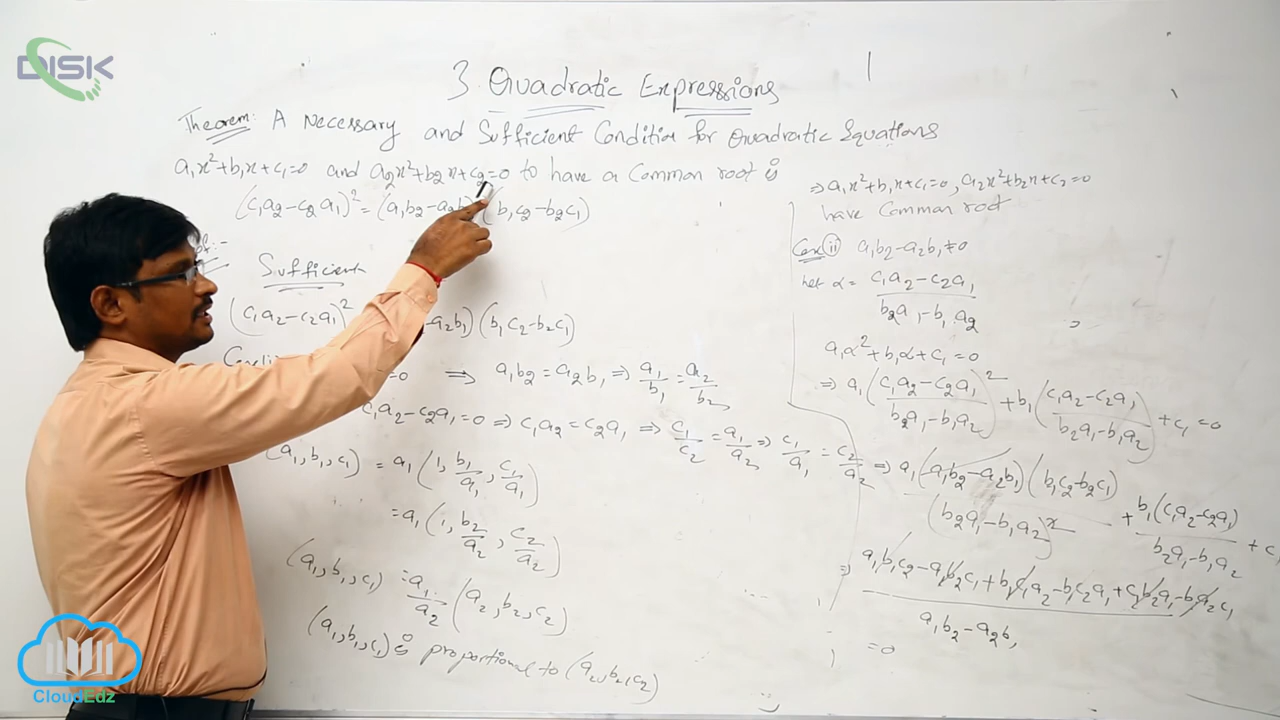 DISK
3. Quadratic Expressions
Theorem: A Necessary and Sufficient Condition for Quadratic Equations
a₁x²+b₁x+c₁=0 and a₂x²+b₂x+c₂=0 to have a Common root is
(c₁a₂-c₂a₁)² = (a₁b₂-a₂b (b₁c₂-b₂c₁)
Sufficient
(c₁a₂-c₂a₁)² -a₂b₁)(b₁c₂-b₂c₁)
=0 ⟹ a₁b₂=a₂b₁ ⇒ a₁/b₁ = a₂/b₂
c₁a₂-c₂a₁=0 ⇒ c₁a₂=c₂a₁ ⇒ c₁/c₂ = a₁/a₂ ⇒ c₁/a₁ = c₂/a₂
(a₁,b₁,c₁) = a₁(1, b₁/a₁, c₁/a₁)
= a₁(1, b₂/a₂, c₂/a₂)
(a₁,b₁,c₁) = a₁/a₂ (a₂,b₂,c₂)
(a₁,b₁,c₁) is proportional to (a₂,b₂,c₂)
⇒ a₁x²+b₁x+c₁=0, a₂x²+b₂x+c₂=0
have Common root
Case (ii) a₁b₂-a₂b₁≠0
let α = (c₁a₂-c₂a₁)/(b₂a₁-b₁a₂)
a₁α²+b₁α+c₁=0
⇒ a₁((c₁a₂-c₂a₁)/(b₂a₁-b₁a₂))² + b₁((c₁a₂-c₂a₁)/(b₂a₁-b₁a₂)) + c₁=0
⇒ a₁(a₁b₂-a₂b₁)(b₁c₂-b₂c₁)/(b₂a₁-b₁a₂)² + b₁(c₁a₂-c₂a₁)/(b₂a₁-b₁a₂) + c₁
⇒ (a₁b₁c₂-a₁b₂c₁+b₁c₁a₂-b₁c₂a₁+c₁b₂a₁-b₁a₂c₁)/(a₁b₂-a₂b₁)
=0
CloudEdz